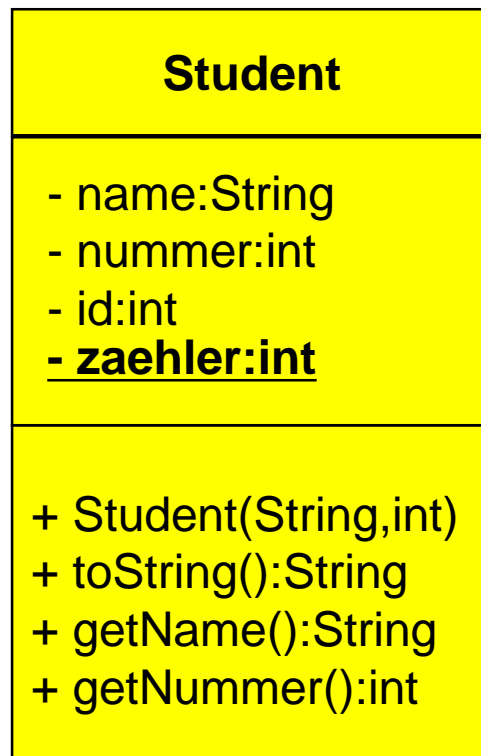 Student
- name:String
- nummer:int
- id:int
- zaehler:int
+ Student(String,int)
+ toString():String
+ getName():String
+ getNummer():int